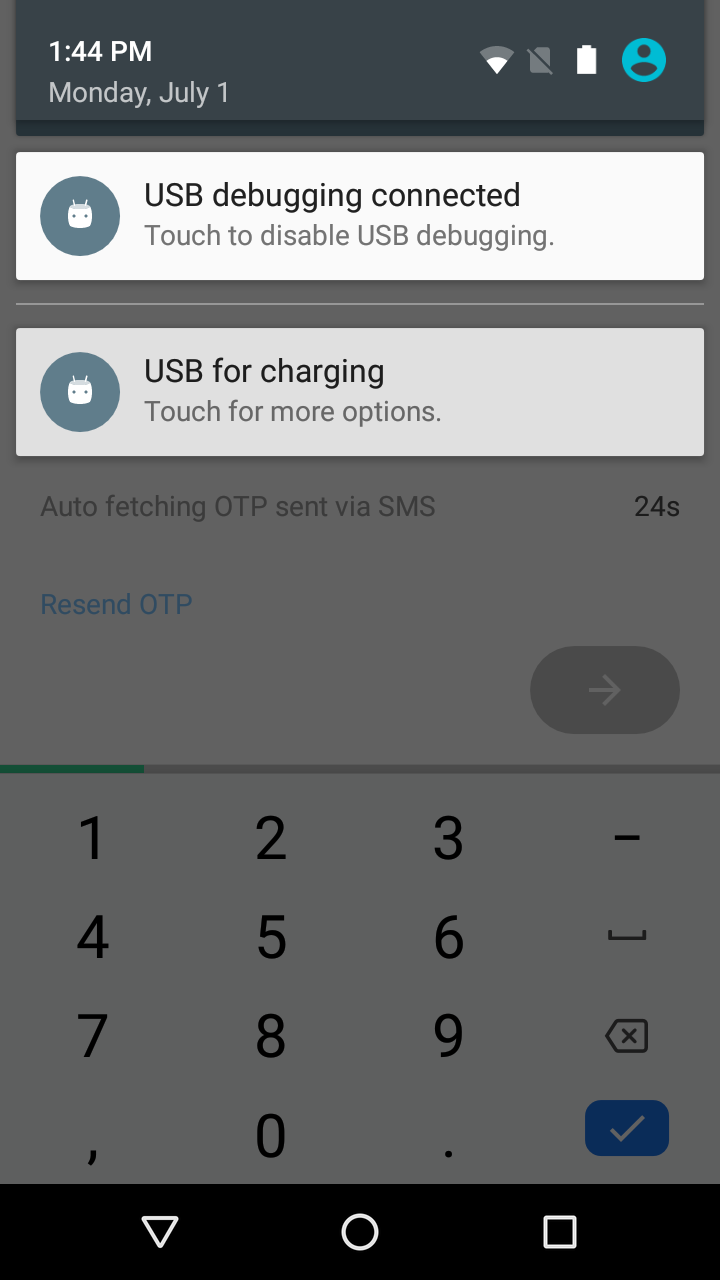 1:44 PM
Monday, July 1
USB debugging connected
Touch to disable USB debugging.
USB for charging
Touch for more options.
Auto fetching OTP sent via SMS 24s
Resend OTP
1 2 3 –
4 5 6
7 8 9
, 0 .